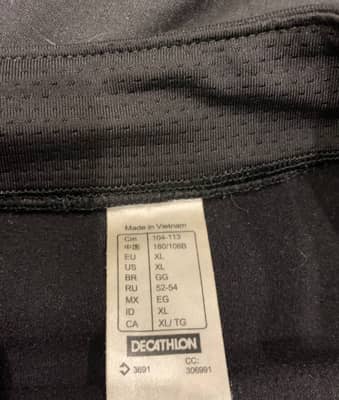 Made in Vietnam
Cm 104-113
中国 180/108B
EU XL
US XL
BR GG
RU 52-54
MX EG
ID XL
CA XL/ TG
DECATHLON
3691 CC:
306991